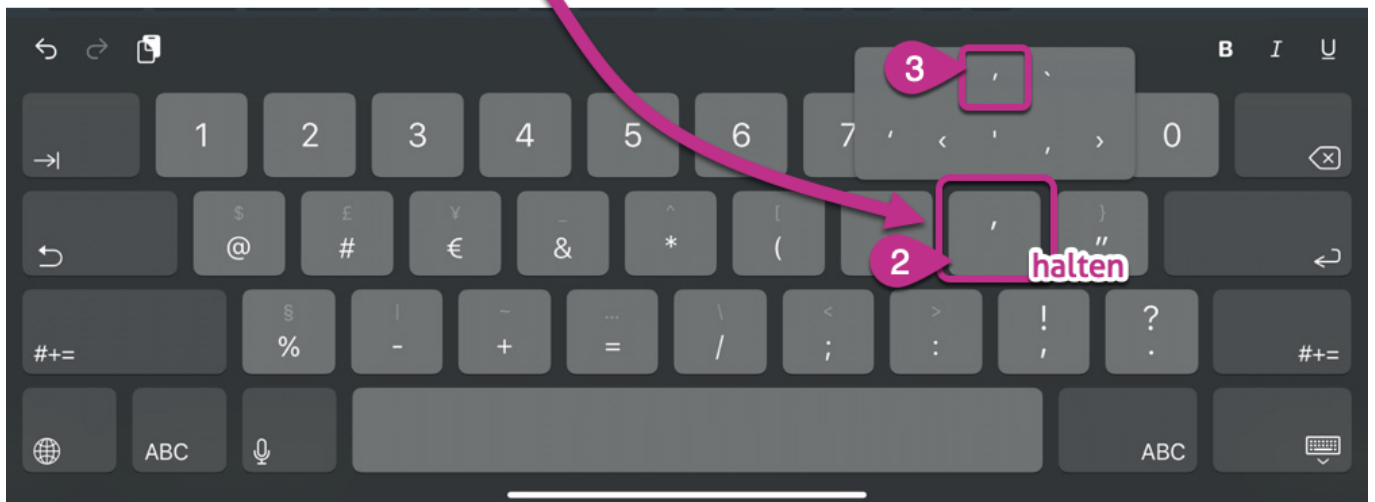 B I U
3 ′ `
1 2 3 4 5 6 7 ‘ ‹ ' ‚ › 0
$ £ ¥ _ ^ [ }
@ # € & * ( 2 ′ "
halten
§ | ~ … \ < > ! ?
#+= % - + = / ; : , . #+=
ABC ABC